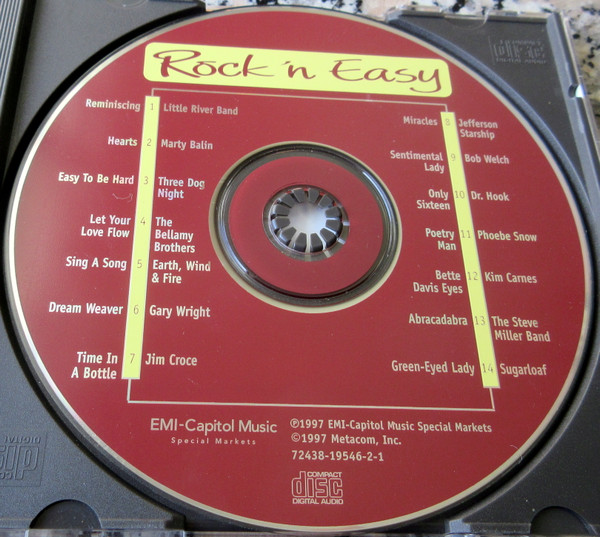 Rock 'n Easy
Reminiscing 1 Little River Band
Hearts 2 Marty Balin
Easy To Be Hard 3 Three Dog
Night
Let Your
Love Flow 4 The
Bellamy
Brothers
Sing A Song 5 Earth, Wind
& Fire
Dream Weaver 6 Gary Wright
Time In
A Bottle 7 Jim Croce
Miracles 8 Jefferson
Starship
Sentimental
Lady 9 Bob Welch
Only
Sixteen 10 Dr. Hook
Poetry
Man 11 Phoebe Snow
Bette
Davis Eyes 12 Kim Carnes
Abracadabra 13 The Steve
Miller Band
Green-Eyed Lady 14 Sugarloaf
EMI-Capitol Music
Special Markets
℗1997 EMI-Capitol Music Special Markets
©1997 Metacom, Inc.
72438-19546-2-1
COMPACT
disc
DIGITAL AUDIO